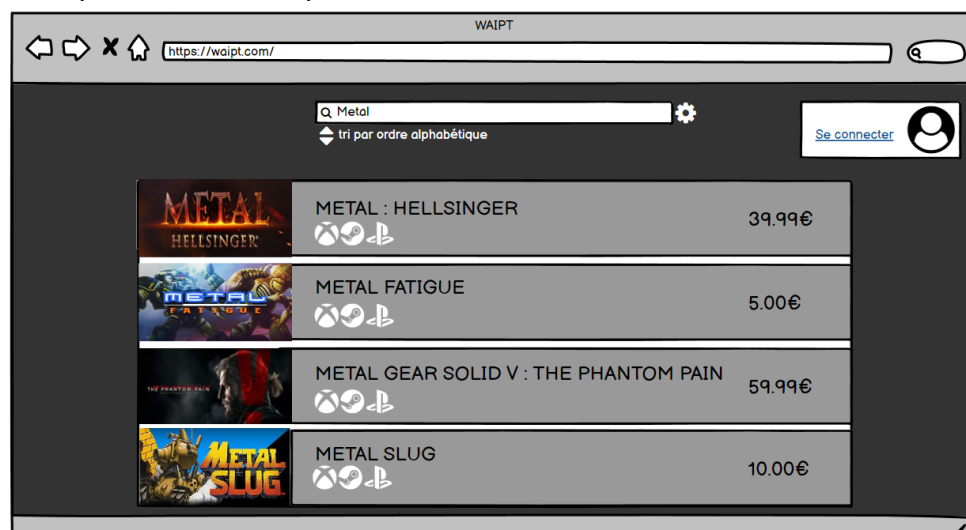 WAIPT
https://waipt.com/
Metal
tri par ordre alphabétique
Se connecter
METAL HELLSINGER
METAL : HELLSINGER
39.99€
METAL FATIGUE
METAL FATIGUE
5.00€
THE PHANTOM PAIN
METAL GEAR SOLID V : THE PHANTOM PAIN
59.99€
METAL SLUG
METAL SLUG
10.00€